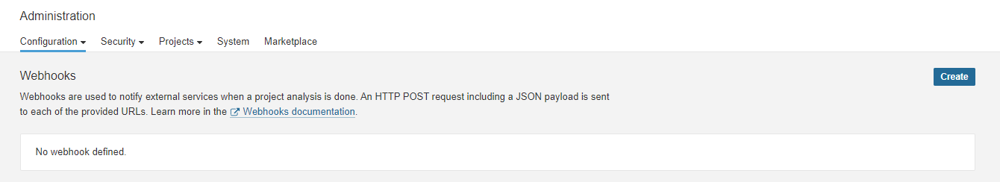 Administration
Configuration Security Projects System Marketplace
Webhooks
Create
Webhooks are used to notify external services when a project analysis is done. An HTTP POST request including a JSON payload is sent
to each of the provided URLs. Learn more in the Webhooks documentation.
No webhook defined.